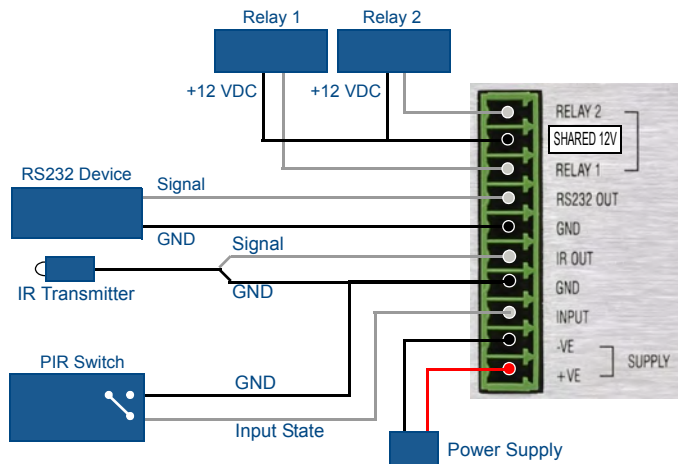 Relay 1
Relay 2
+12 VDC
+12 VDC
RELAY 2
SHARED 12V
RELAY 1
RS232 Device
Signal
RS232 OUT
GND
GND
Signal
IR OUT
IR Transmitter
GND
GND
INPUT
PIR Switch
-VE
SUPPLY
+VE
GND
Input State
Power Supply